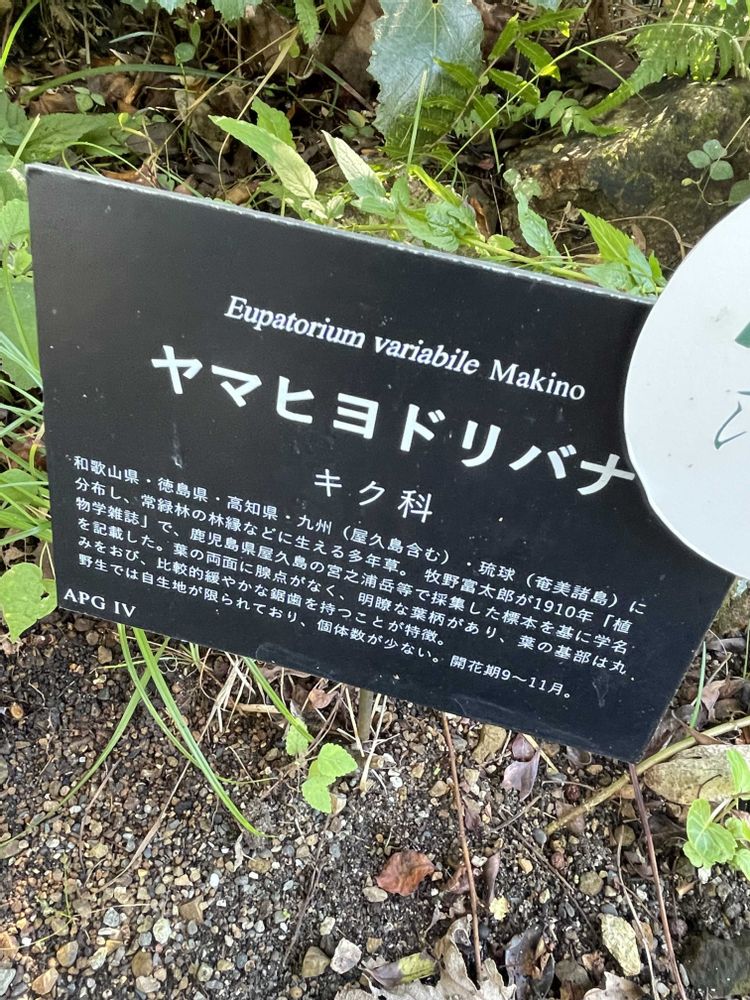 Eupatorium variabile Makino
ヤマヒヨドリバナ
キク科
和歌山県・徳島県・高知県・九州（屋久島含む）・琉球（奄美諸島）に
分布し、常緑林の林縁などに生える多年草。 牧野富太郎が1910年「植
物学雑誌」で、鹿児島県屋久島の宮之浦岳等で採集した標本を基に学名
を記載した。葉の両面に腺点がなく、明瞭な葉柄があり、葉の基部は丸
みをおび、比較的緩やかな鋸歯を持つことが特徴。
野生では自生地が限られており、個体数が少ない。開花期9～11月。
APG IV